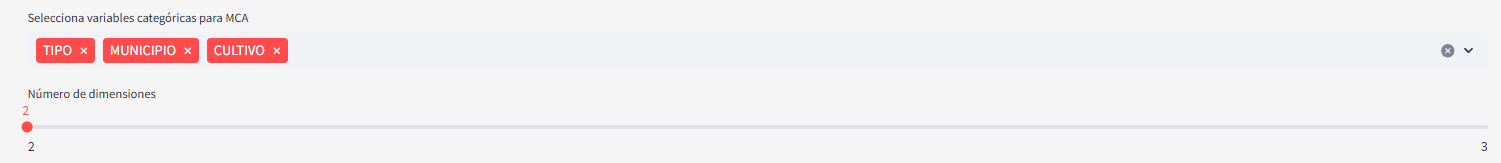 Selecciona variables categóricas para MCA
TIPO × MUNICIPIO × CULTIVO ×
Número de dimensiones
2
2 3